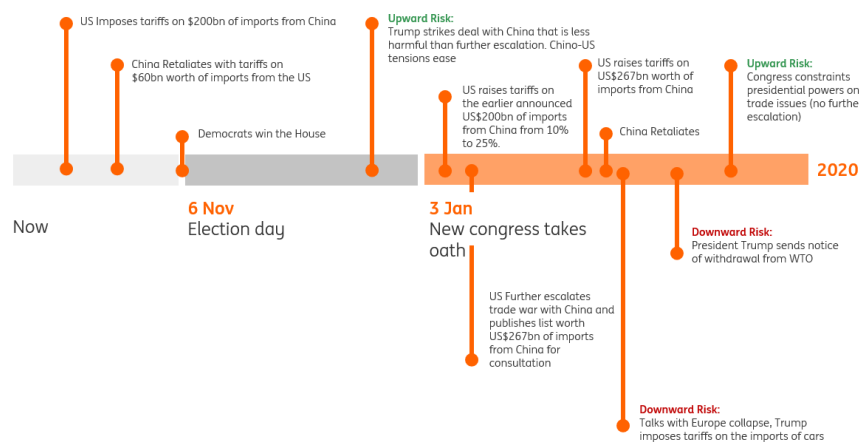 US Imposes tariffs on $200bn of imports from China
China Retaliates with tariffs on
$60bn worth of imports from the US
Democrats win the House
Upward Risk:
Trump strikes deal with China that is less
harmful than further escalation. Chino-US
tensions ease
US raises tariffs on
the earlier announced
US$200bn of imports
from China from 10%
to 25%.
US raises tariffs on
US$267bn worth of
imports from China
China Retaliates
Upward Risk:
Congress constraints
presidential powers on
trade issues (no further
escalation)
2020
Now
6 Nov
Election day
3 Jan
New congress takes
oath
Downward Risk:
President Trump sends notice
of withdrawal from WTO
US Further escalates
trade war with China and
publishes list worth
US$267bn of imports
from China for
consultation
Downward Risk:
Talks with Europe collapse, Trump
imposes tariffs on the imports of cars